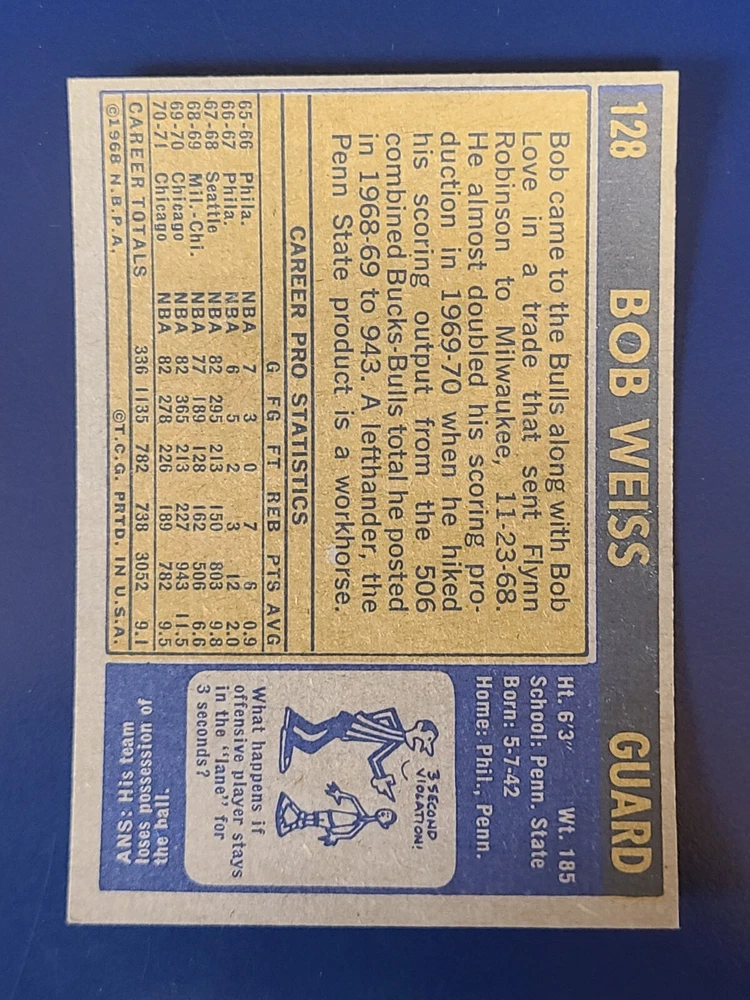 128 BOB WEISS GUARD
Bob came to the Bulls along with Bob
Love in a trade that sent Flynn
Robinson to Milwaukee, 11-23-68.
He almost doubled his scoring pro-
duction in 1969-70 when he hiked
his scoring output from the 506
combined Bucks-Bulls total he posted
in 1968-69 to 943. A lefthander, the
Penn State product is a workhorse.
CAREER PRO STATISTICS
G FG FT REB PTS AVG
65-66 Phila. NBA 7 3 0 7 6 0.9
66-67 Phila. NBA 6 5 2 3 12 2.0
67-68 Seattle NBA 82 295 213 150 803 9.8
68-69 Mil.-Chi. NBA 77 189 128 162 506 6.6
69-70 Chicago NBA 82 365 213 227 943 11.5
70-71 Chicago NBA 82 278 226 189 782 9.5
CAREER TOTALS 336 1135 782 738 3052 9.1
©1968 N.B.P.A. ©T.C.G. PRTD. IN U.S.A.
Ht. 6'3" Wt. 185
School: Penn. State
Born: 5-7-42
Home: Phil., Penn.
3 SECOND
VIOLATION!
What happens if
offensive player stays
in the "lane" for
3 seconds?
ANS: His team
loses possession of
the ball.